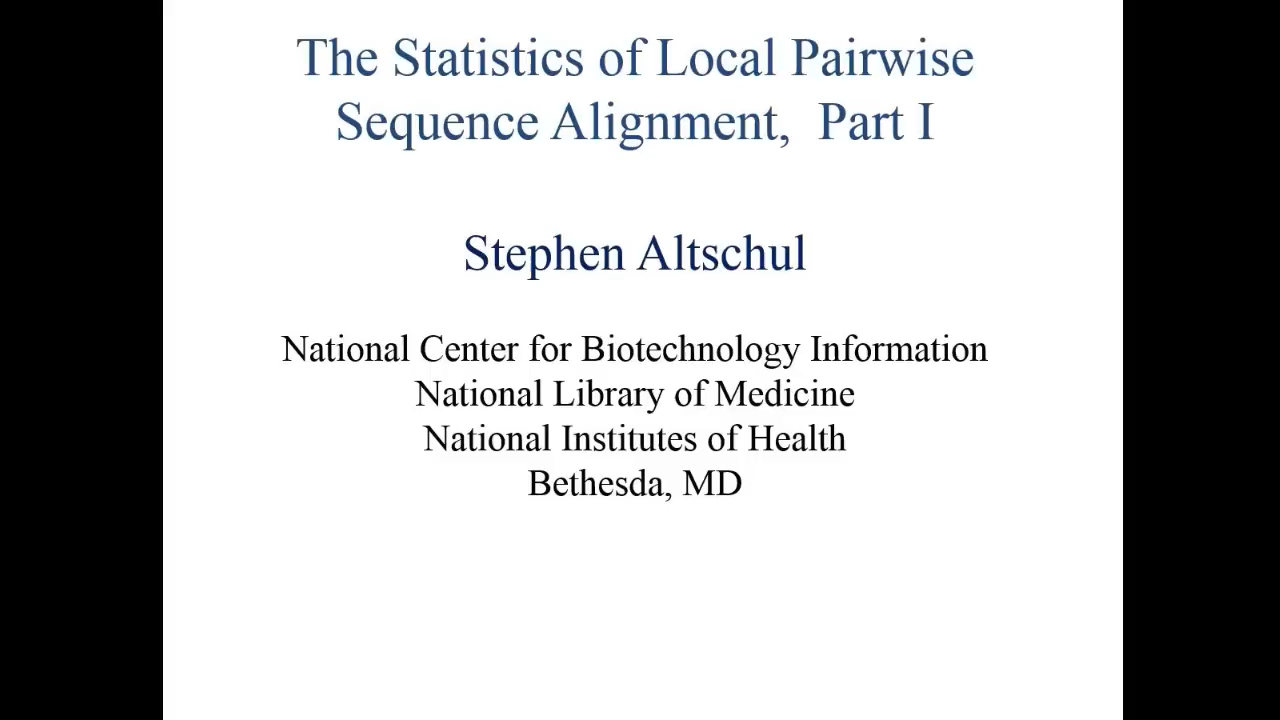 The Statistics of Local Pairwise
Sequence Alignment, Part I
Stephen Altschul
National Center for Biotechnology Information
National Library of Medicine
National Institutes of Health
Bethesda, MD